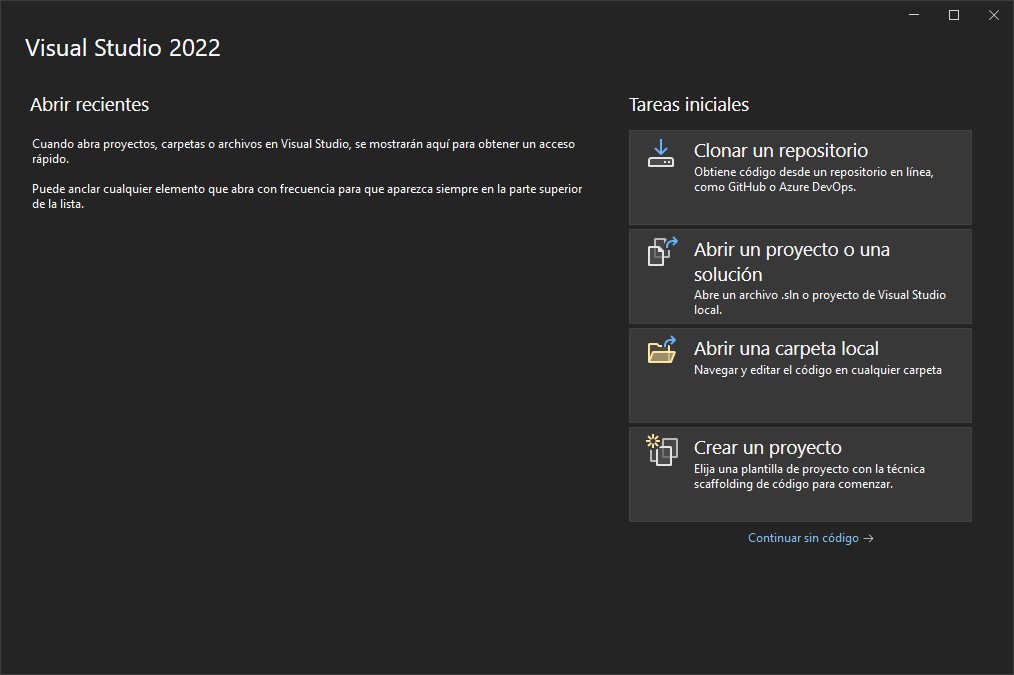 Visual Studio 2022
Abrir recientes
Cuando abra proyectos, carpetas o archivos en Visual Studio, se mostrarán aquí para obtener un acceso
rápido.
Puede anclar cualquier elemento que abra con frecuencia para que aparezca siempre en la parte superior
de la lista.
Tareas iniciales
Clonar un repositorio
Obtiene código desde un repositorio en línea,
como GitHub o Azure DevOps.
Abrir un proyecto o una
solución
Abre un archivo .sln o proyecto de Visual Studio
local.
Abrir una carpeta local
Navegar y editar el código en cualquier carpeta
Crear un proyecto
Elija una plantilla de proyecto con la técnica
scaffolding de código para comenzar.
Continuar sin código →